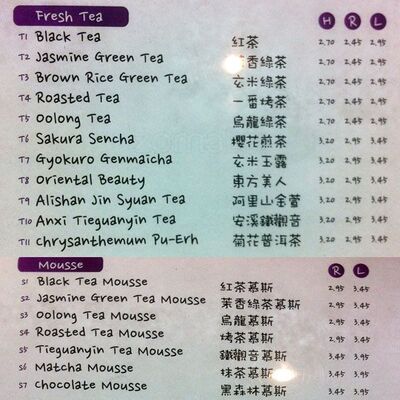 Fresh Tea H R L
T1 Black Tea 紅茶 2.70 2.45 2.95
T2 Jasmine Green Tea 香綠茶 2.70 2.45 2.95
T3 Brown Rice Green Tea 玄米綠茶 2.70 2.45 2.95
T4 Roasted Tea 一番烤茶 2.70 2.45 2.95
T5 Oolong Tea 烏龍綠茶 2.70 2.45 2.95
T6 Sakura Sencha 櫻花煎茶 3.20 2.95 3.45
T7 Gyokuro Genmaicha 玄米玉露 3.20 2.95 3.45
T8 Oriental Beauty 東方美人 3.20 2.95 3.45
T9 Alishan Jin Syuan Tea 阿里山金萱 3.20 2.95 3.45
T10 Anxi Tieguanyin Tea 安溪鐵觀音 3.20 2.95 3.45
T11 Chrysanthemum Pu-Erh 菊花普洱茶 3.20 2.95 3.45
Mousse R L
S1 Black Tea Mousse 紅茶慕斯 2.95 3.45
S2 Jasmine Green Tea Mousse 茉香綠茶慕斯 2.95 3.45
S3 Oolong Tea Mousse 烏龍慕斯 2.95 3.45
S4 Roasted Tea Mousse 烤茶慕斯 2.95 3.45
S5 Tieguanyin Tea Mousse 鐵觀音慕斯 3.45 3.95
S6 Matcha Mousse 抹茶慕 3.45 3.95
S7 Chocolate Mousse 黑森林慕斯 3.45 3.95